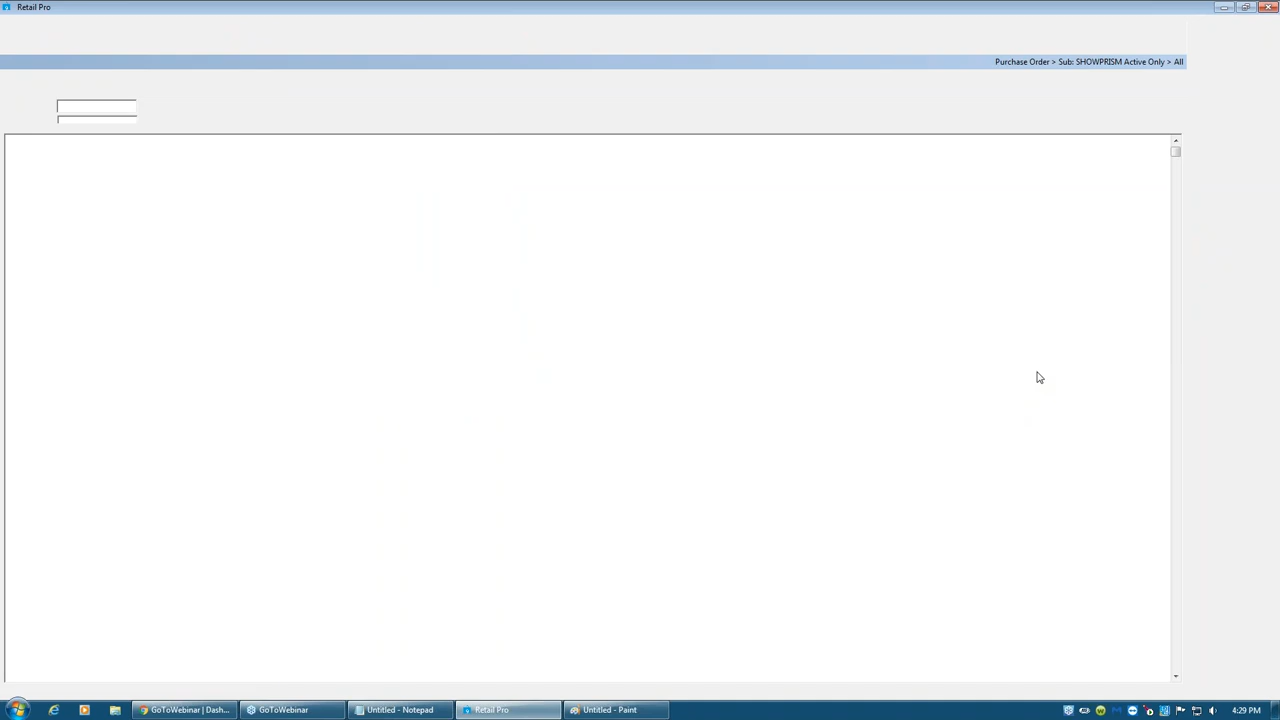 Retail Pro
Purchase Order > Sub: SHOWPRISM Active Only > All
GoToWebinar | Dash...
GoToWebinar
Untitled - Notepad
Retail Pro
Untitled - Paint
4:29 PM